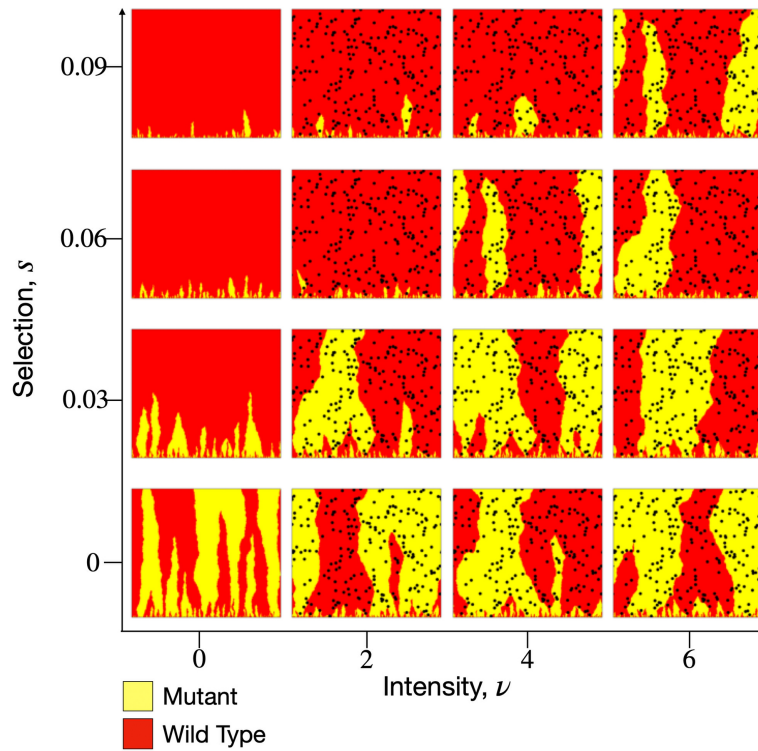 0.09
0.06
0.03
0
Selection, s
0 2 4 6
Intensity, ν
Mutant
Wild Type